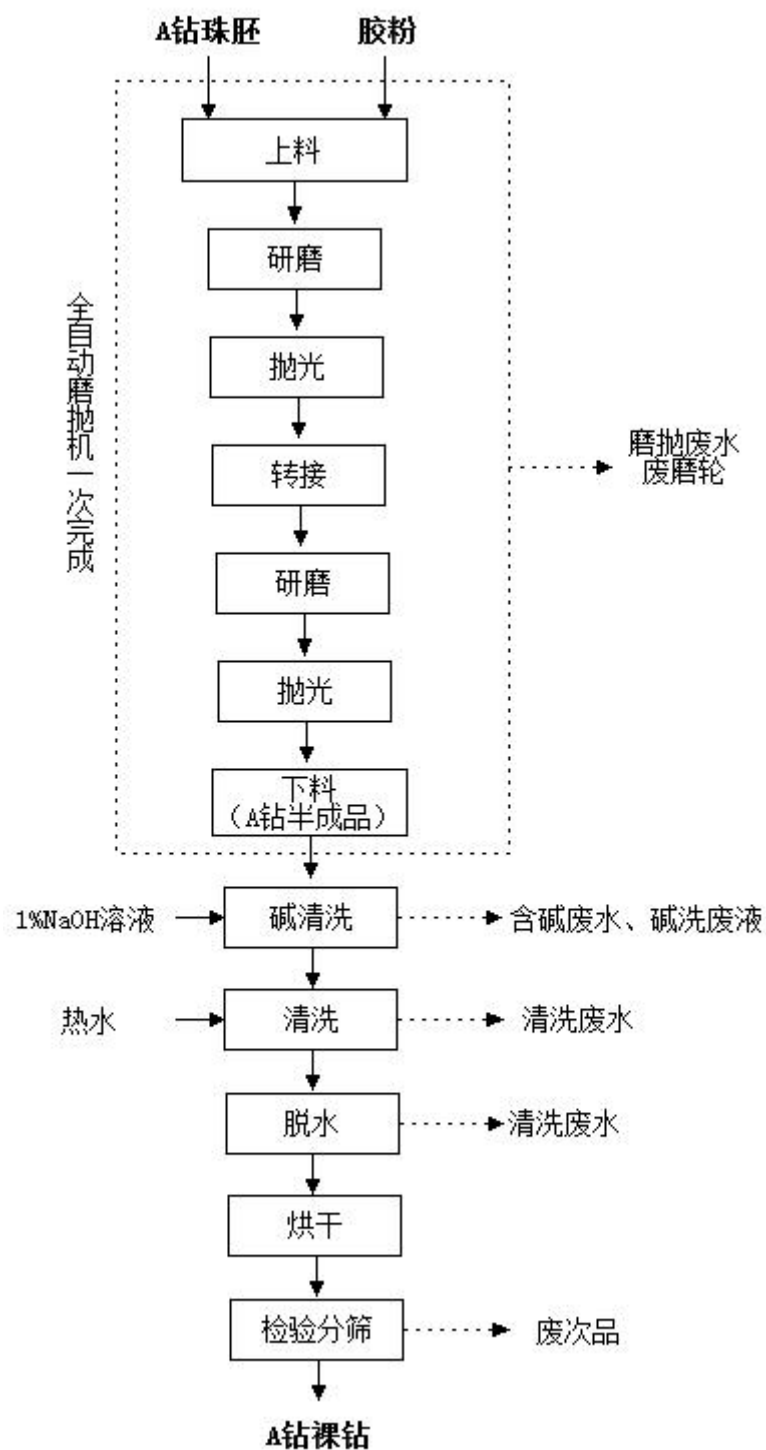 A钻珠胚 胶粉
上料
研磨
抛光
转接
研磨
抛光
下料
（A钻半成品）
全自动磨抛机一次完成
磨抛废水
废磨轮
1%NaOH溶液 碱清洗 含碱废水、碱洗废液
热水 清洗 清洗废水
脱水 清洗废水
烘干
检验分筛 废次品
A钻裸钻